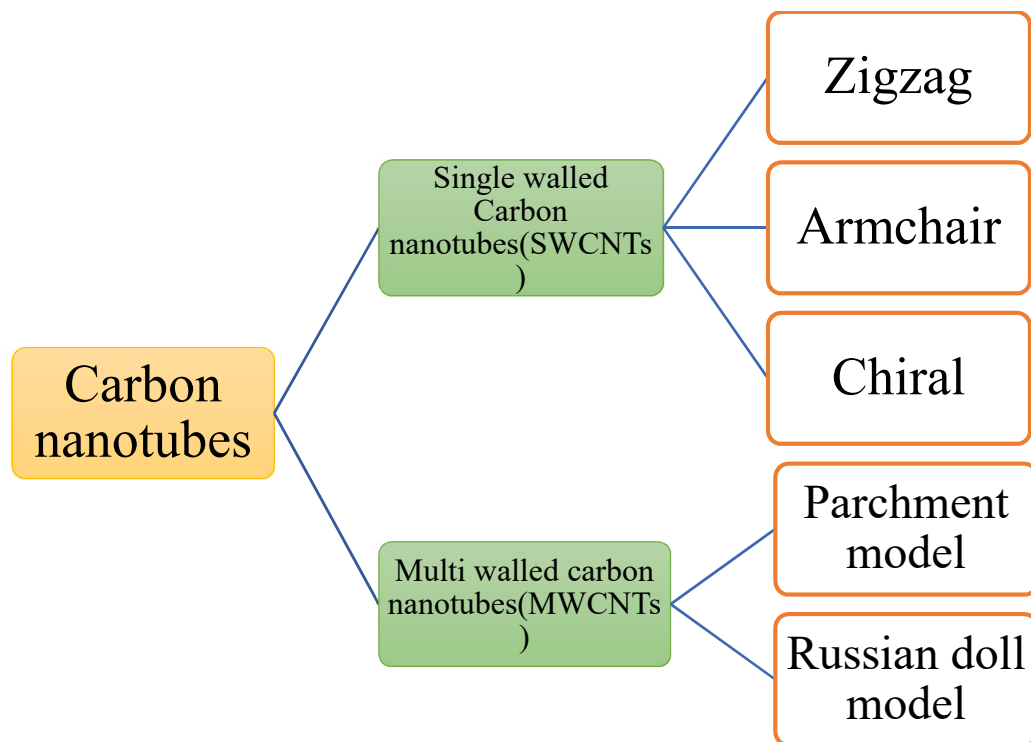 Carbon
nanotubes
Single walled
Carbon
nanotubes(SWCNTs
)
Zigzag
Armchair
Chiral
Multi walled carbon
nanotubes(MWCNTs
)
Parchment
model
Russian doll
model